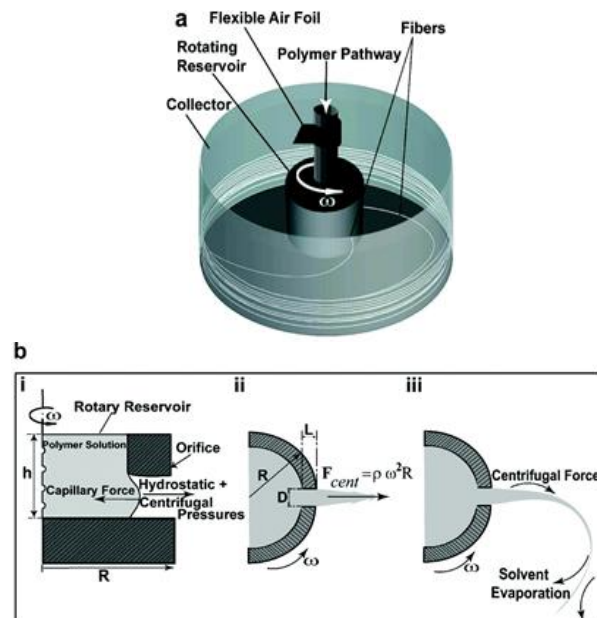 a
Flexible Air Foil
Polymer Pathway
Fibers
Rotating
Reservoir
Collector
ω
b
i
ω
Rotary Reservoir
Polymer Solution
Orifice
h
Capillary Force
Hydrostatic +
Centrifugal
Pressures
R
ii
L
R
D
F cent =ρ ω²R
ω
iii
Centrifugal Force
ω
Solvent
Evaporation